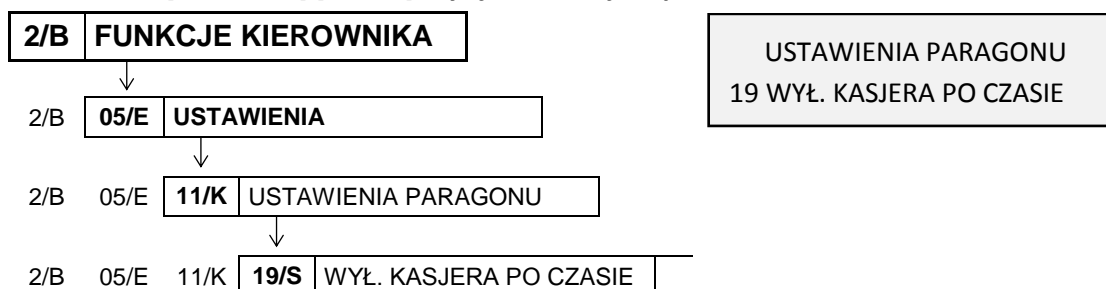 2/B FUNKCJE KIEROWNIKA
USTAWIENIA PARAGONU
19 WYŁ. KASJERA PO CZASIE
2/B 05/E USTAWIENIA
2/B 05/E 11/K USTAWIENIA PARAGONU
2/B 05/E 11/K 19/S WYŁ. KASJERA PO CZASIE